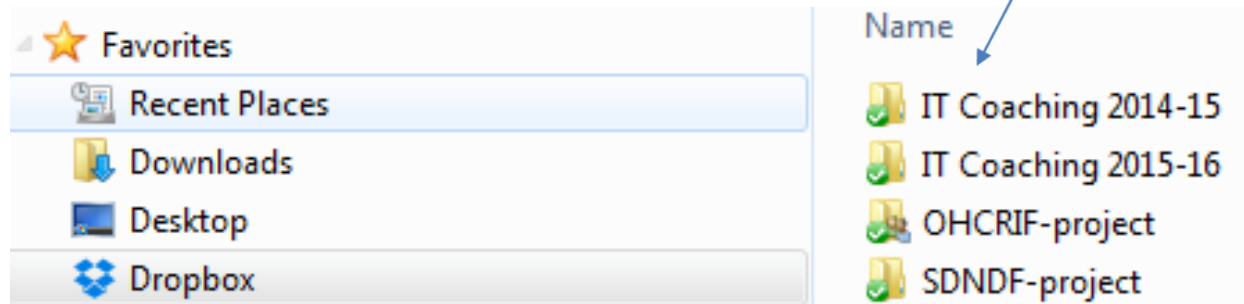 Favorites
Recent Places
Downloads
Desktop
Dropbox
Name
IT Coaching 2014-15
IT Coaching 2015-16
OHCRIF-project
SDNDF-project